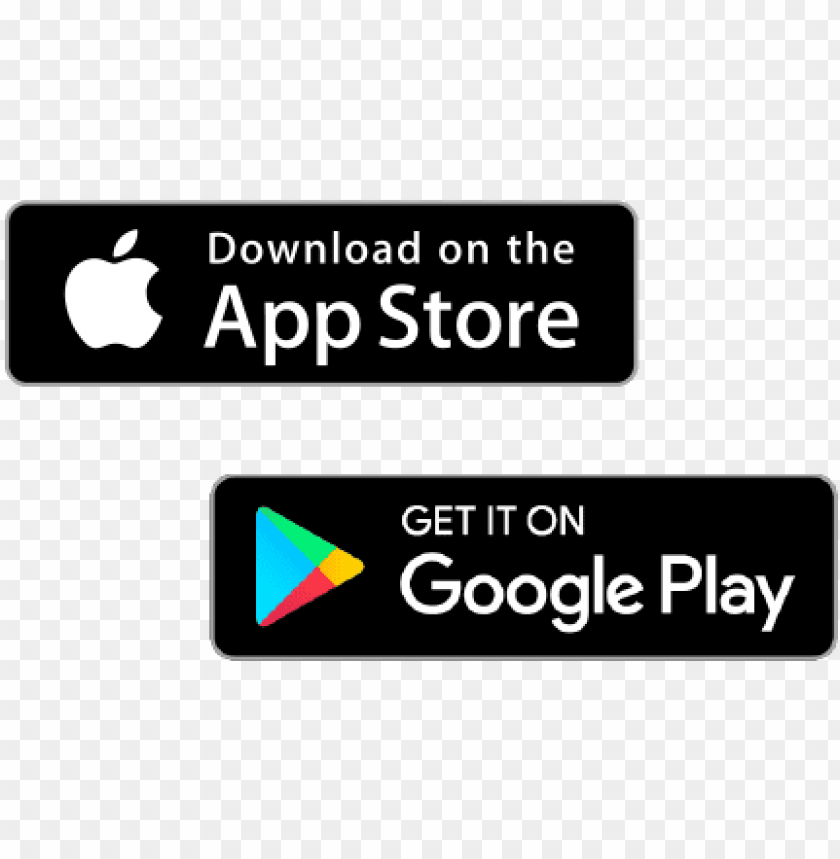 Download on the
App Store
GET IT ON
Google Play